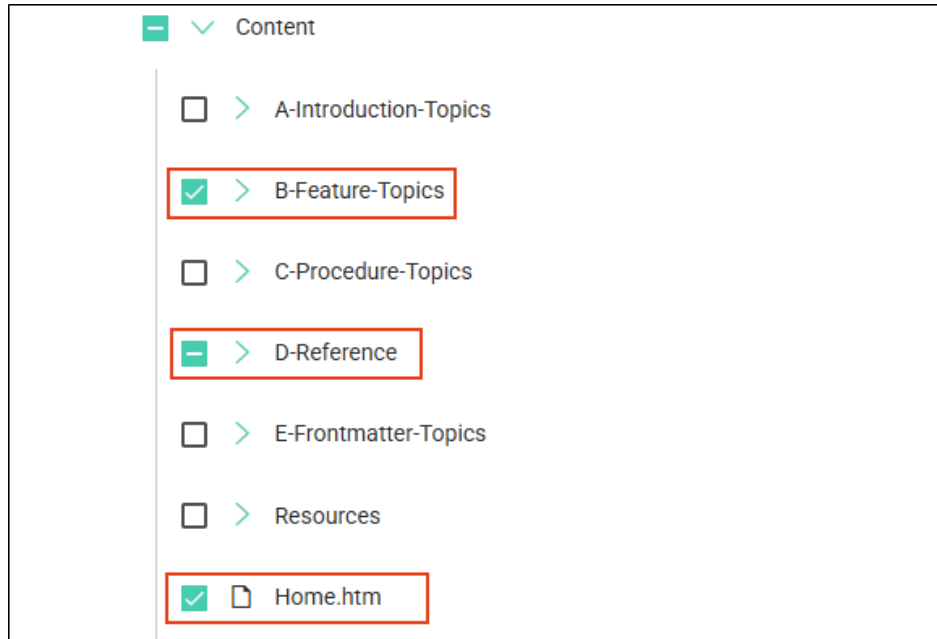 Content
A-Introduction-Topics
B-Feature-Topics
C-Procedure-Topics
D-Reference
E-Frontmatter-Topics
Resources
Home.htm